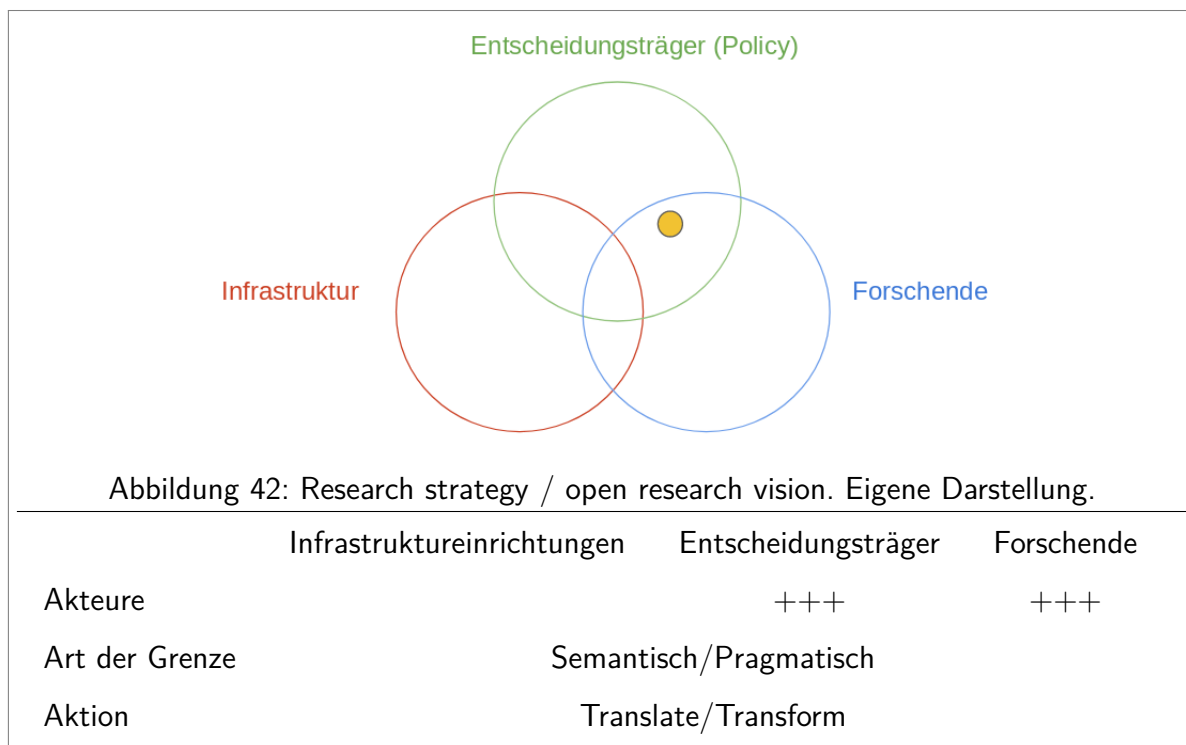 Entscheidungsträger (Policy)
Infrastruktur
Forschende
Abbildung 42: Research strategy / open research vision. Eigene Darstellung.
Infrastruktureinrichtungen Entscheidungsträger Forschende
Akteure +++ +++
Art der Grenze Semantisch/Pragmatisch
Aktion Translate/Transform